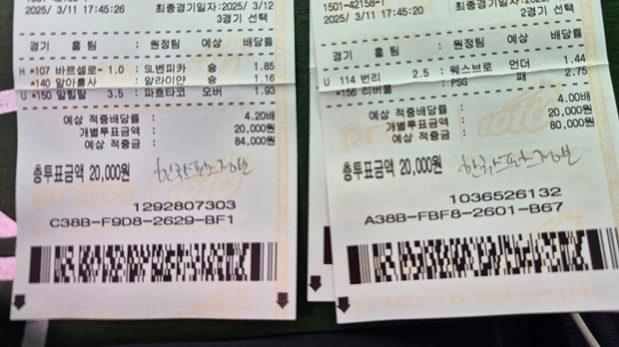 2025/ 3/11 17:45:26
최종경기일자:2025/ 3/12
3경기 선택
경기 홈 팀 : 원정팀 예상 배당률
H *107 바르셀로- 1.0 : SL벤피카 승 1.85
*140 알아흘사 : 알라이얀 승 1.16
U *150 알힐랄 3.5 : 파흐타코 오버 1.93
예상 적중배당률 : 4.20배
개별투표금액 : 20,000원
예상 적중금 : 84,000원
총투표금액 20,000원
1292807303
C38B-F9D8-2629-BF1
1501-42158-1
2025/ 3/11 17:45:20
2경기 선택
경기 홈 팀 : 원정팀 예상 배당률
U 114 번리 2.5 : 웨스브로 언더 1.44
*156 리버풀 : PSG 패 2.75
예상 적중배당률 : 4.00배
개별투표금액 : 20,000원
예상 적중금 : 80,000원
총투표금액 20,000원
1036526132
A38B-FBF8-2601-B67